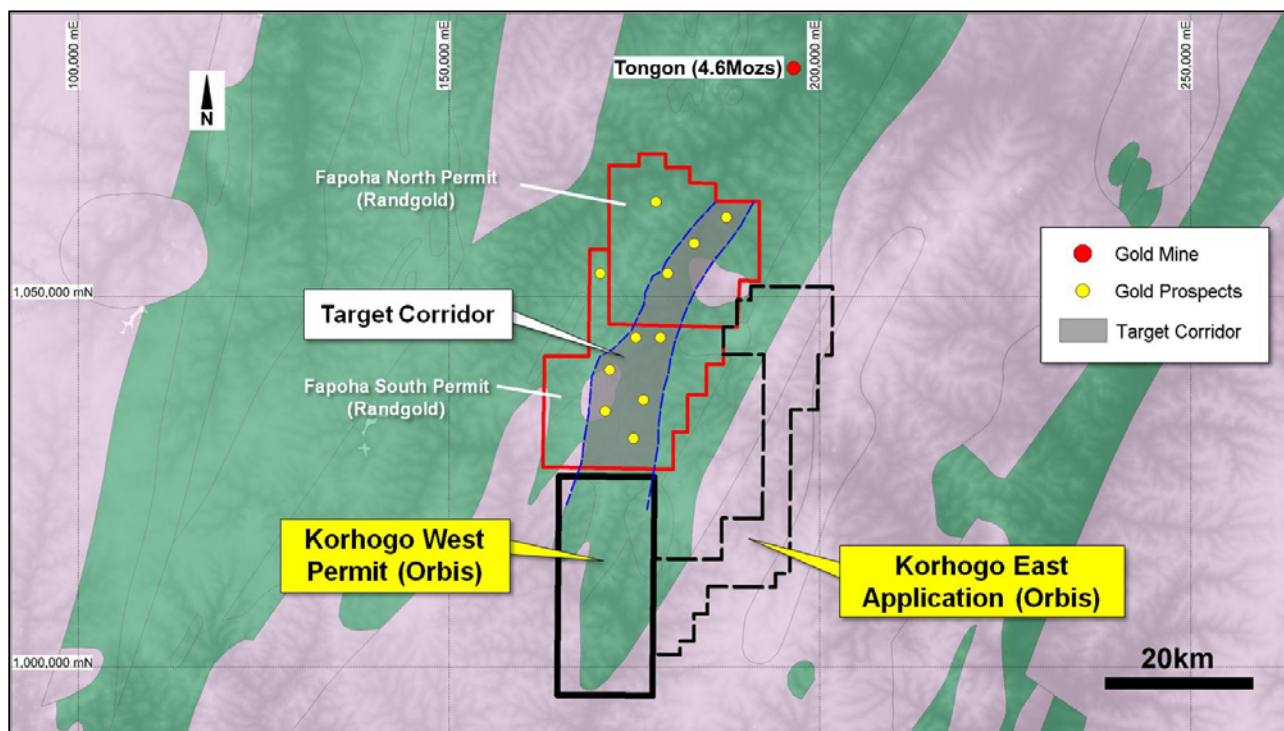 100,000 mE
150,000 mE
200,000 mE
250,000 mE
Tongon (4.6Mozs)
N
Fapoha North Permit
(Randgold)
Gold Mine
Gold Prospects
Target Corridor
1,050,000 mN
Target Corridor
Fapoha South Permit
(Randgold)
Korhogo West
Permit (Orbis)
Korhogo East
Application (Orbis)
1,000,000 mN
20km